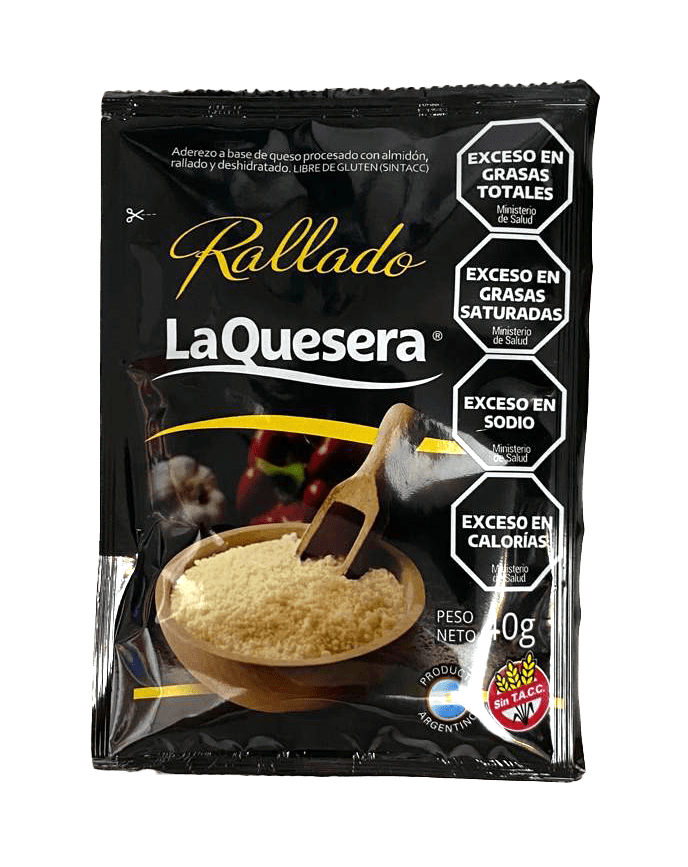 Aderezo a base de queso procesado con almidón,
rallado y deshidratado. LIBRE DE GLUTEN (SIN TACC)
Rallado
La Quesera ®
EXCESO EN
GRASAS
TOTALES
Ministerio
de Salud
EXCESO EN
GRASAS
SATURADAS
Ministerio
de Salud
EXCESO EN
SODIO
Ministerio
de Salud
EXCESO EN
CALORÍAS
Ministerio
de Salud
PESO
NETO 40g
PRODUCTO
ARGENTINO
Sin T.A.C.C.